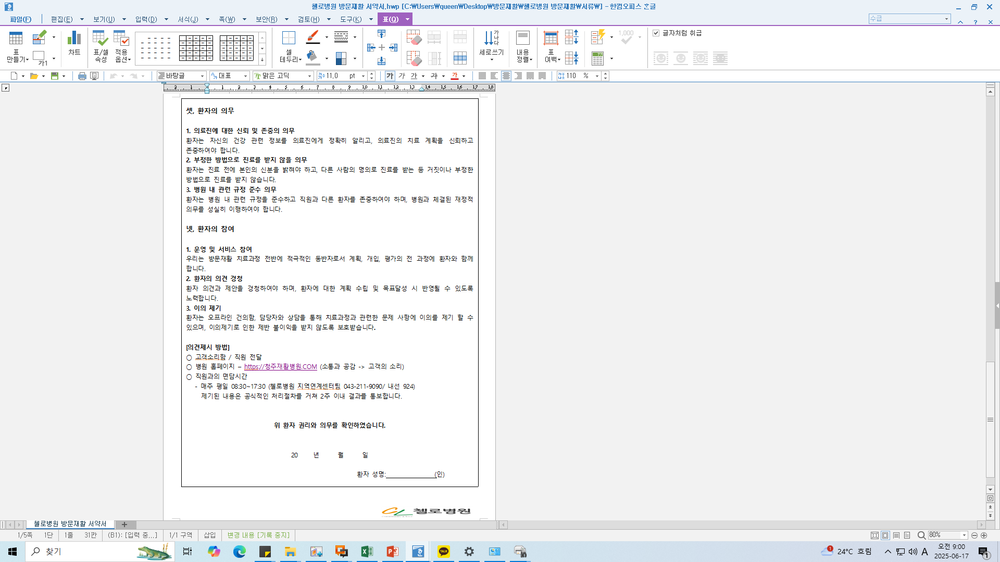 첼로병원 방문재활 서약서.hwp [C:₩Users₩queen₩Desktop₩방문재활₩첼로병원 방문재활₩서류₩] - 한컴오피스 한글
파일(F) 편집(E) 보기(U) 입력(D) 서식(J) 쪽(W) 보안(R) 검토(H) 도구(K) 표(Q) 수급
표 만들기 가1 차트 표/셀 속성 적용 옵션 셀 테두리 세로쓰기 내용 정렬 표 여백 1,000 글자처럼 취급
바탕글 대표 맑은 고딕 11.0 pt 가 가 가 가 가 110 %
2 1 1 2 3 4 5 6 7 8 9 10 11 12 13 14 15 16 17 18
셋, 환자의 의무
1. 의료진에 대한 신뢰 및 존중의 의무
환자는 자신의 건강 관련 정보를 의료진에게 정확히 알리고, 의료진의 치료 계획을 신뢰하고
존중하여야 합니다.
2. 부정한 방법으로 진료를 받지 않을 의무
환자는 진료 전에 본인의 신분을 밝혀야 하고, 다른 사람의 명의로 진료를 받는 등 거짓이나 부정한
방법으로 진료를 받지 않습니다.
3. 병원 내 관련 규정 준수 의무
환자는 병원 내 관련 규정을 준수하고 직원과 다른 환자를 존중하여야 하며, 병원과 체결된 재정적
의무를 성실히 이행하여야 합니다.
넷, 환자의 참여
1. 운영 및 서비스 참여
우리는 방문재활 치료과정 전반에 적극적인 동반자로서 계획, 개입, 평가의 전 과정에 환자와 함께
합니다.
2. 환자의 의견 경청
환자 의견과 제안을 경청하여야 하며, 환자에 대한 계획 수립 및 목표달성 시 반영될 수 있도록
노력합니다.
3. 이의 제기
환자는 오프라인 건의함, 담당자와 상담을 통해 치료과정과 관련한 문제 사항에 이의를 제기 할 수
있으며, 이의제기로 인한 제반 불이익을 받지 않도록 보호받습니다.
[의견제시 방법]
○ 고객소리함 / 직원 전달
○ 병원 홈페이지 – https://청주재활병원.COM (소통과 공감 -> 고객의 소리)
○ 직원과의 면담시간
- 매주 평일 08:30~17:30 (첼로병원 지역연계센터팀 043-211-9090/ 내선 924)
제기된 내용은 공식적인 처리절차를 거쳐 2주 이내 결과를 통보합니다.
위 환자 권리와 의무를 확인하였습니다.
20 년 월 일
환자 성명:_______________(인)
첼로병원
첼로병원 방문재활 서약서
1/5쪽 1단 1줄 31칸 (B1): [입력 중...] 1/1 구역 삽입 변경 내용 [기록 중지] 80%
찾기 TALK 1 24°C 흐림 A 오전 9:00
2025-06-17 1